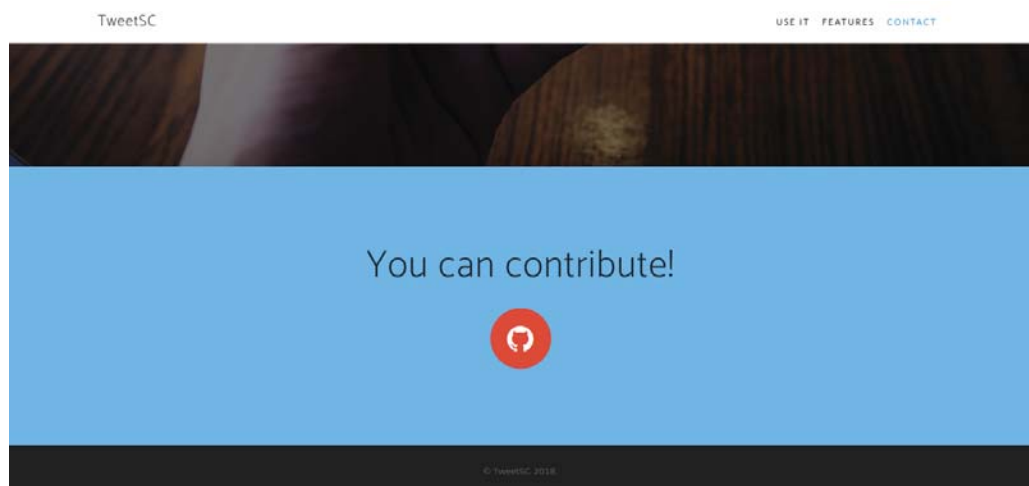 TweetSC
USE IT FEATURES CONTACT
You can contribute!
© TweetSC 2018